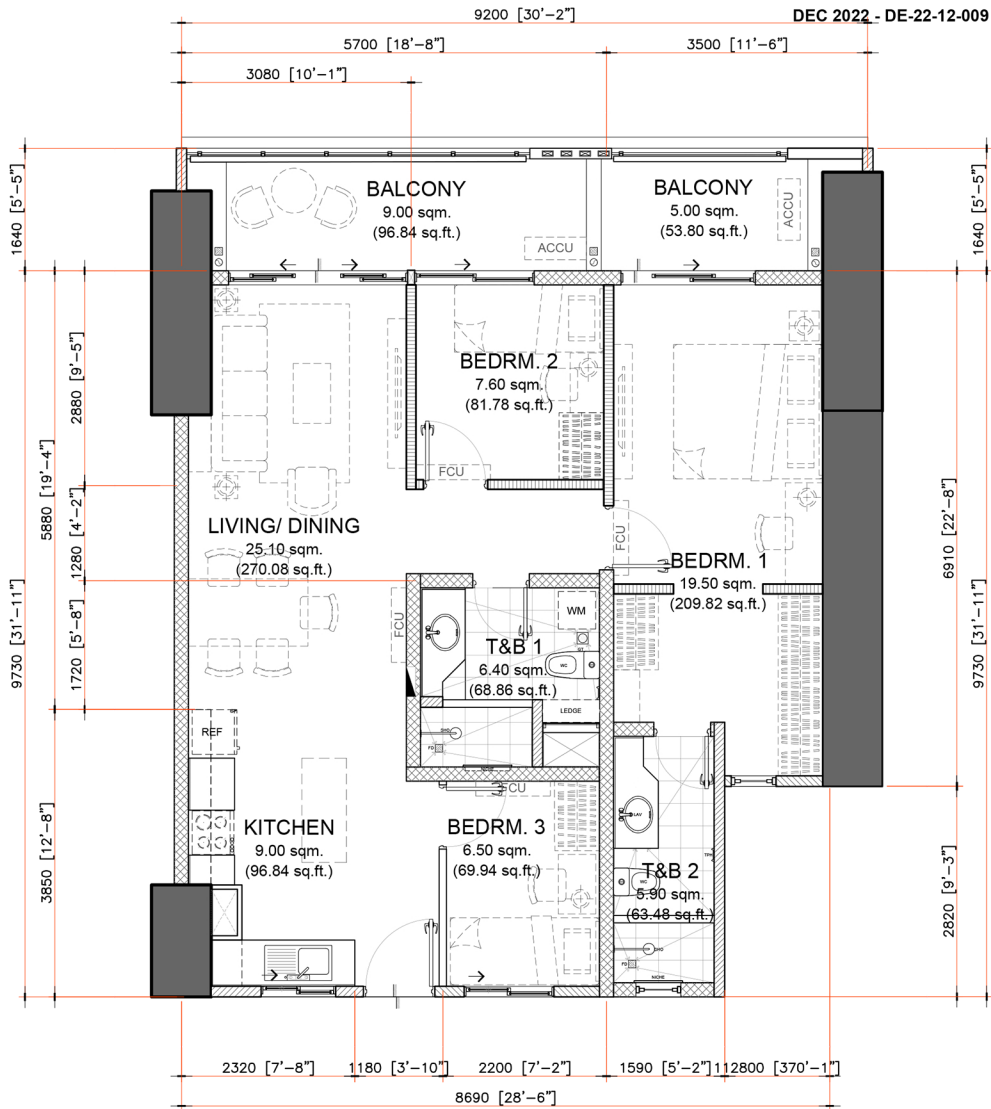 9200 [30'-2"]
DEC 2022 - DE-22-12-009
5700 [18'-8"]
3500 [11'-6"]
3080 [10'-1"]
1640 [5'-5"]
1640 [5'-5"]
BALCONY
9.00 sqm.
(96.84 sq.ft.)
ACCU
BALCONY
5.00 sqm.
(53.80 sq.ft.)
ACCU
2880 [9'-5"]
BEDRM. 2
7.60 sqm.
(81.78 sq.ft.)
FCU
5880 [19'-4"]
1280 [4'-2"]
6910 [22'-8"]
LIVING/ DINING
25.10 sqm.
(270.08 sq.ft.)
FCU
BEDRM. 1
19.50 sqm.
(209.82 sq.ft.)
9730 [31'-11"]
9730 [31'-11"]
1720 [5'-8"]
FCU
WM
T&B 1
6.40 sqm.
(68.86 sq.ft.)
WC
LEDGE
REF
FD
FCU
KITCHEN
9.00 sqm.
(96.84 sq.ft.)
BEDRM. 3
6.50 sqm.
(69.94 sq.ft.)
3850 [12'-8"]
LAV
TPH
T&B 2
5.90 sqm.
(63.48 sq.ft.)
WC
2820 [9'-3"]
FD
NICHE
2320 [7'-8"]
1180 [3'-10"]
2200 [7'-2"]
1590 [5'-2"]
112800 [370'-1"]
8690 [28'-6"]